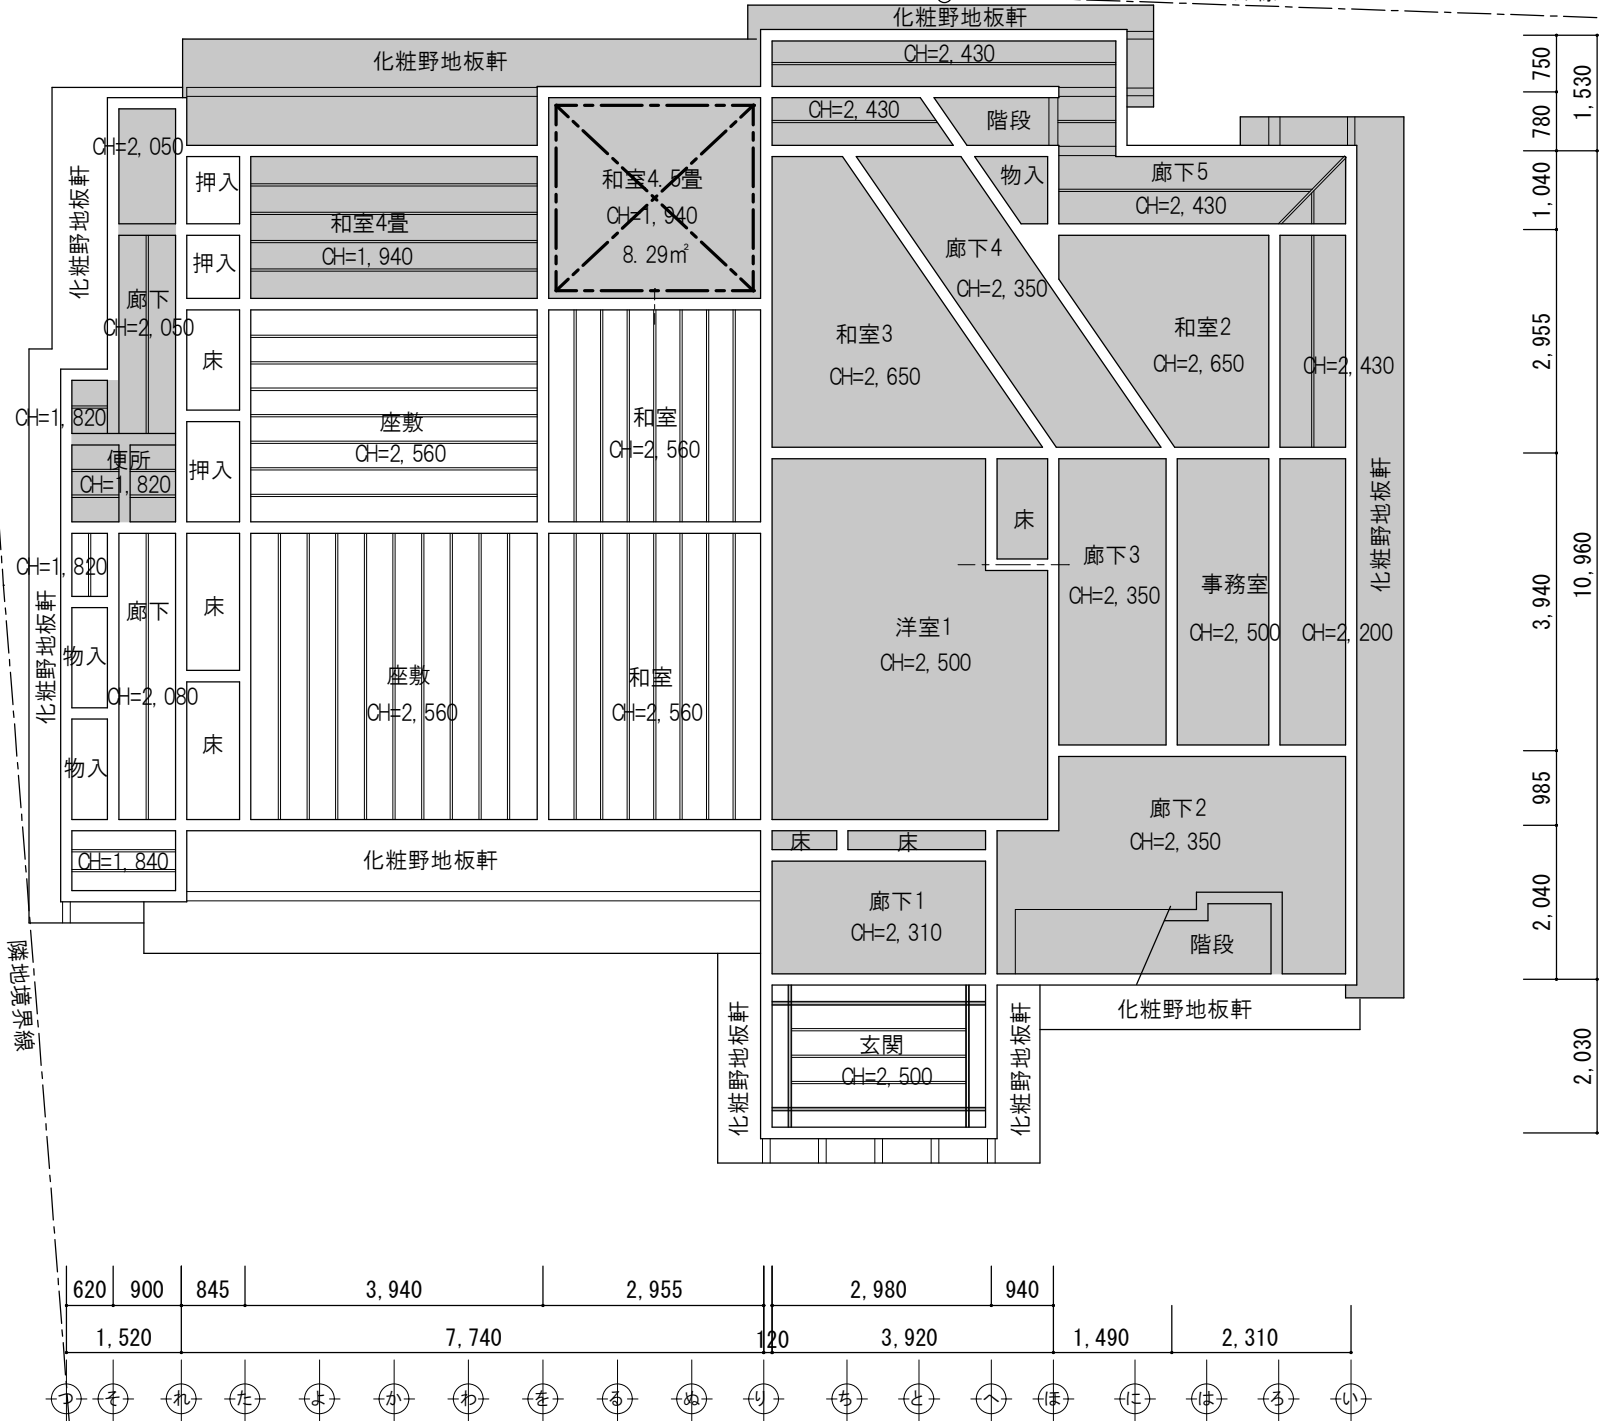 化粧野地板軒
化粧野地板軒
CH=2,430
750
1,530
CH=2,430
階段
780
CH=2,050
押入
和室4.5畳
物入
廊下5
1,040
化粧野地板軒
和室4畳
CH=1,940
CH=2,430
CH=1,940
8.29㎡
廊下4
押入
廊下
CH=2,050
CH=2,350
和室3
CH=2,650
和室2
CH=2,650
CH=2,430
2,955
床
CH=1,820
座敷
CH=2,560
和室
CH=2,560
便所
CH=1,820
押入
床
化粧野地板軒
CH=1,820
廊下3
CH=2,350
事務室
CH=2,500
CH=2,200
3,940
10,960
廊下
床
化粧野地板軒
物入
CH=2,080
座敷
CH=2,560
和室
CH=2,560
洋室1
CH=2,500
床
物入
廊下2
CH=2,350
985
床
床
CH=1,840
化粧野地板軒
廊下1
CH=2,310
2,040
階段
隣地境界線
化粧野地板軒
玄関
CH=2,500
化粧野地板軒
化粧野地板軒
2,030
620
900
845
3,940
2,955
2,980
940
1,520
7,740
120
3,920
1,490
2,310
つ
そ
れ
た
よ
か
わ
を
る
ぬ
り
ち
と
へ
ほ
に
は
ろ
い